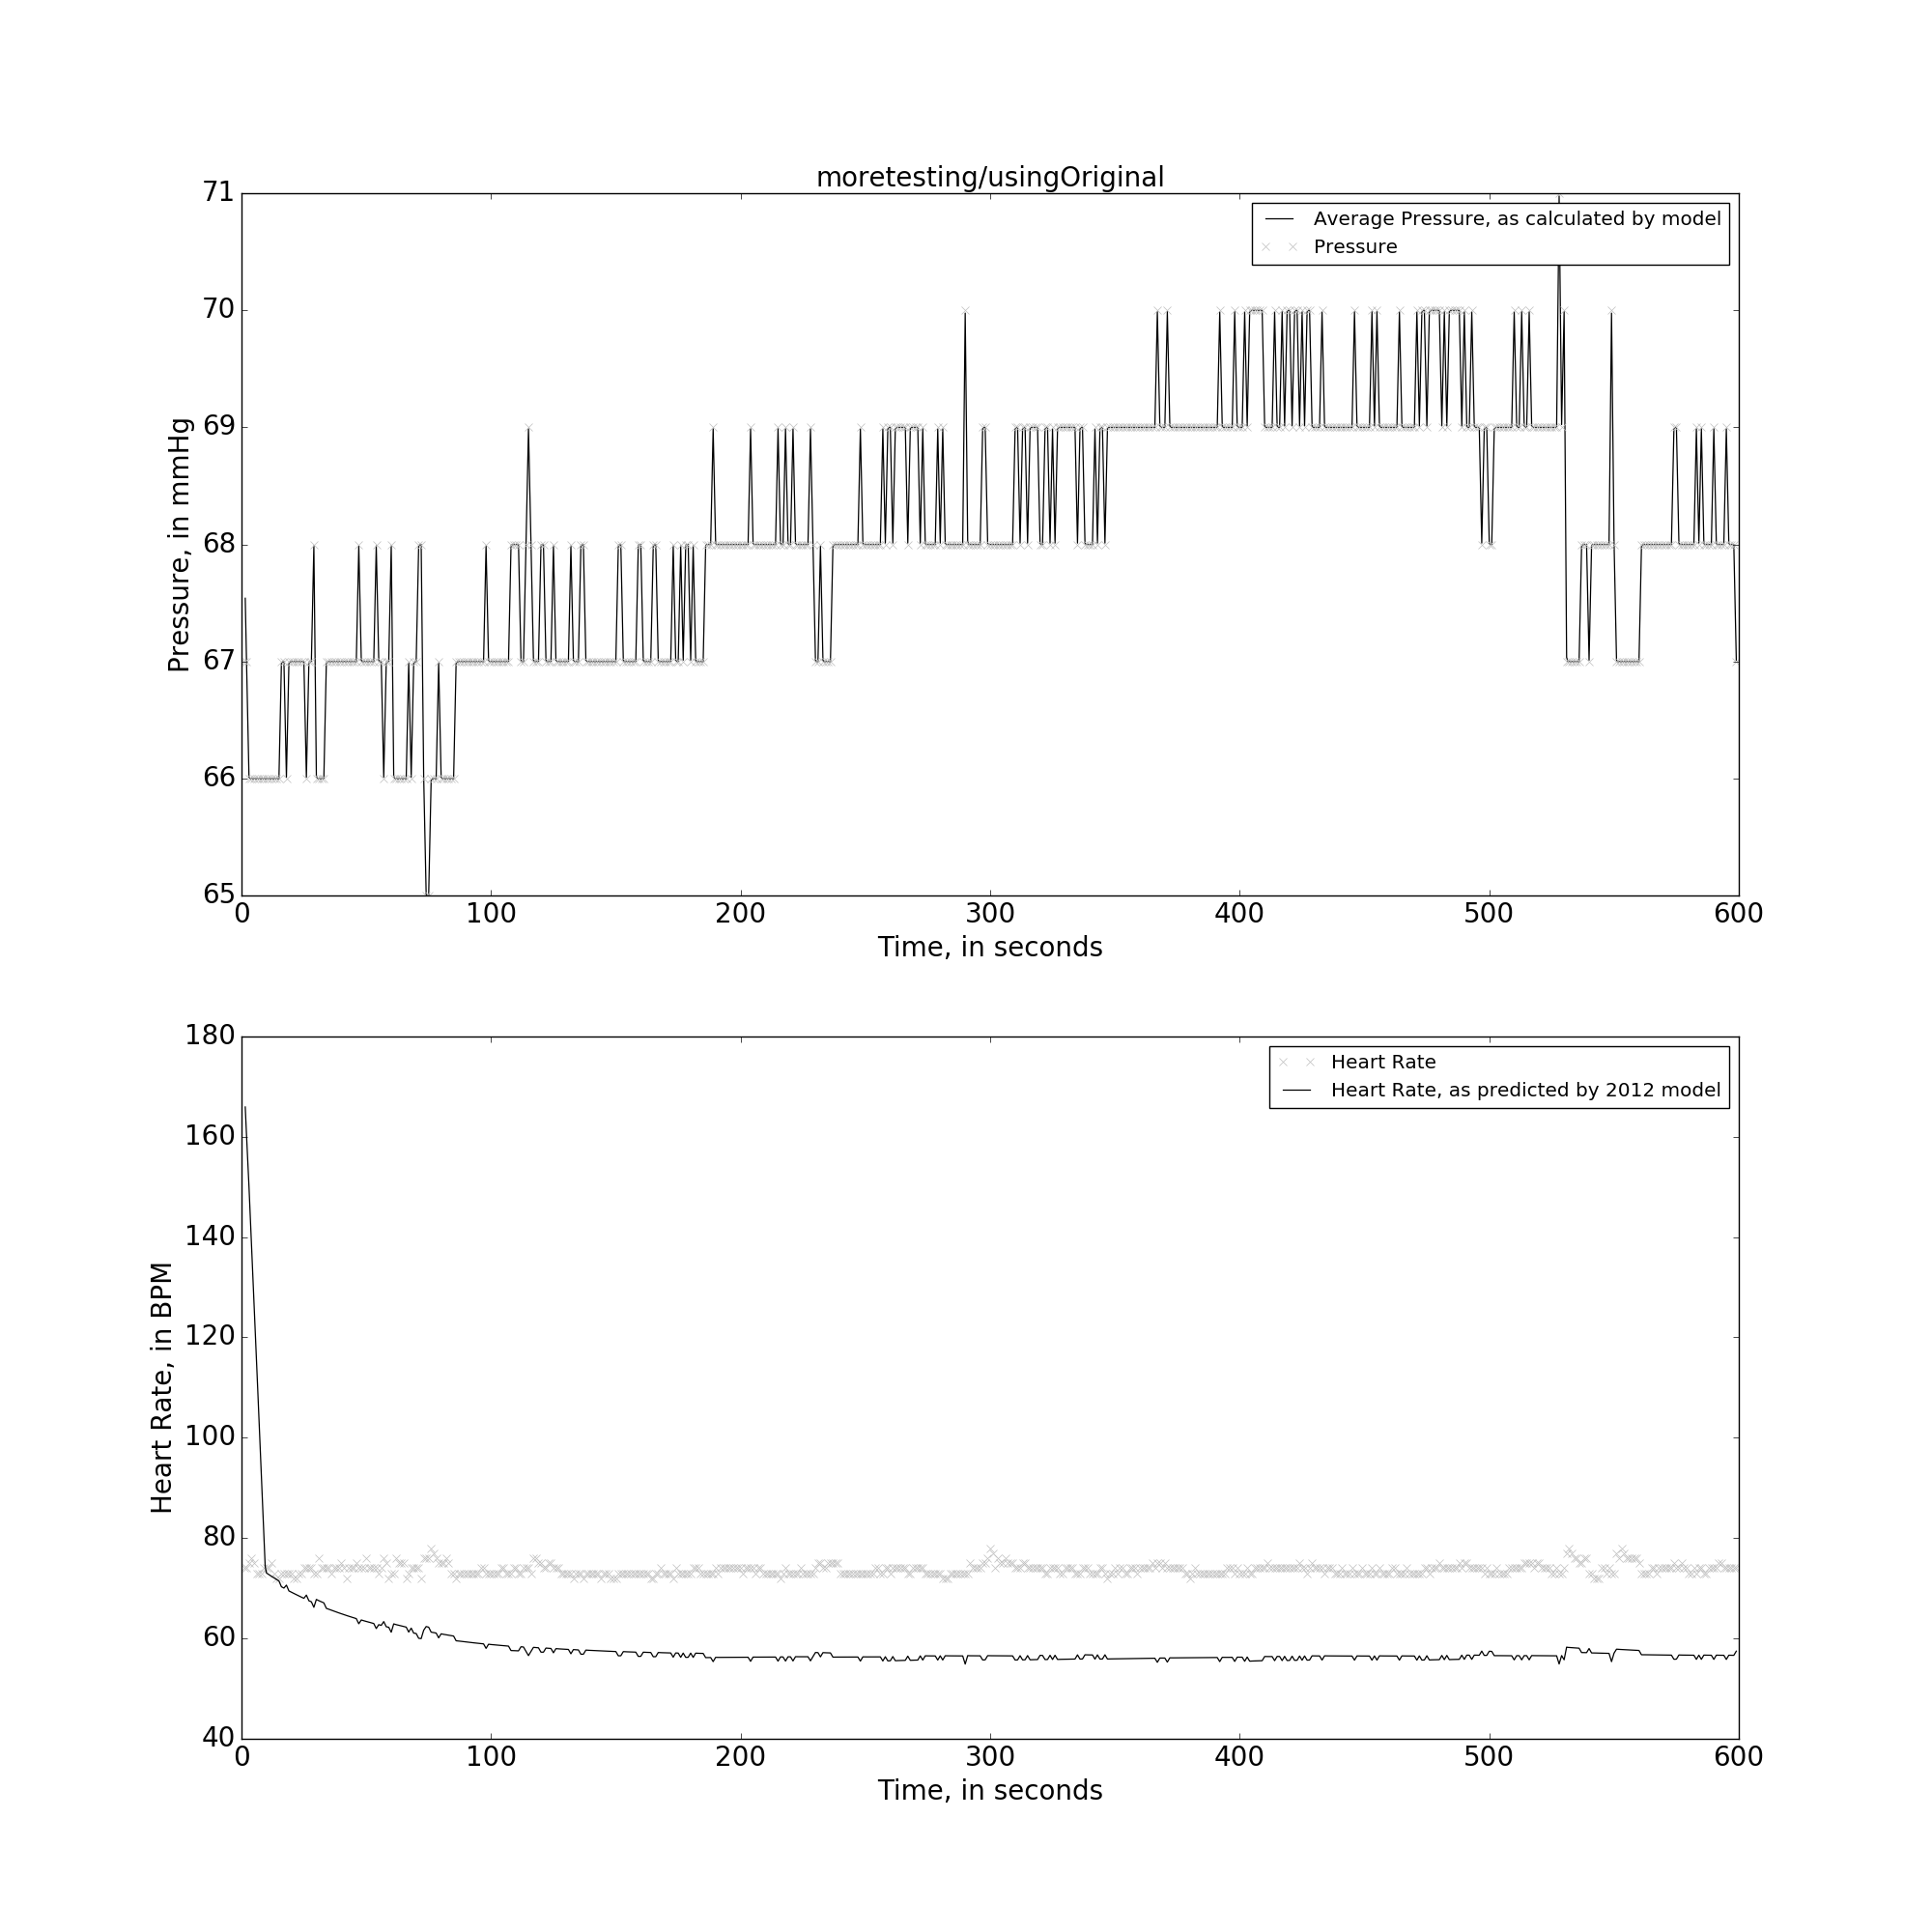 moretesting/usingOriginal
71
70
69
68
67
66
65
Pressure, in mmHg
Average Pressure, as calculated by model
Pressure
0 100 200 300 400 500 600
Time, in seconds
180
160
140
120
100
80
60
40
Heart Rate, in BPM
Heart Rate
Heart Rate, as predicted by 2012 model
0 100 200 300 400 500 600
Time, in seconds